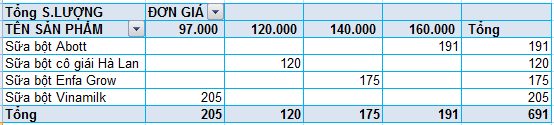 Tổng S.LƯỢNG ĐƠN GIÁ
TÊN SẢN PHẨM 97.000 120.000 140.000 160.000 Tổng
Sữa bột Abott 191 191
Sữa bột cô giái Hà Lan 120 120
Sữa bột Enfa Grow 175 175
Sữa bột Vinamilk 205 205
Tổng 205 120 175 191 691